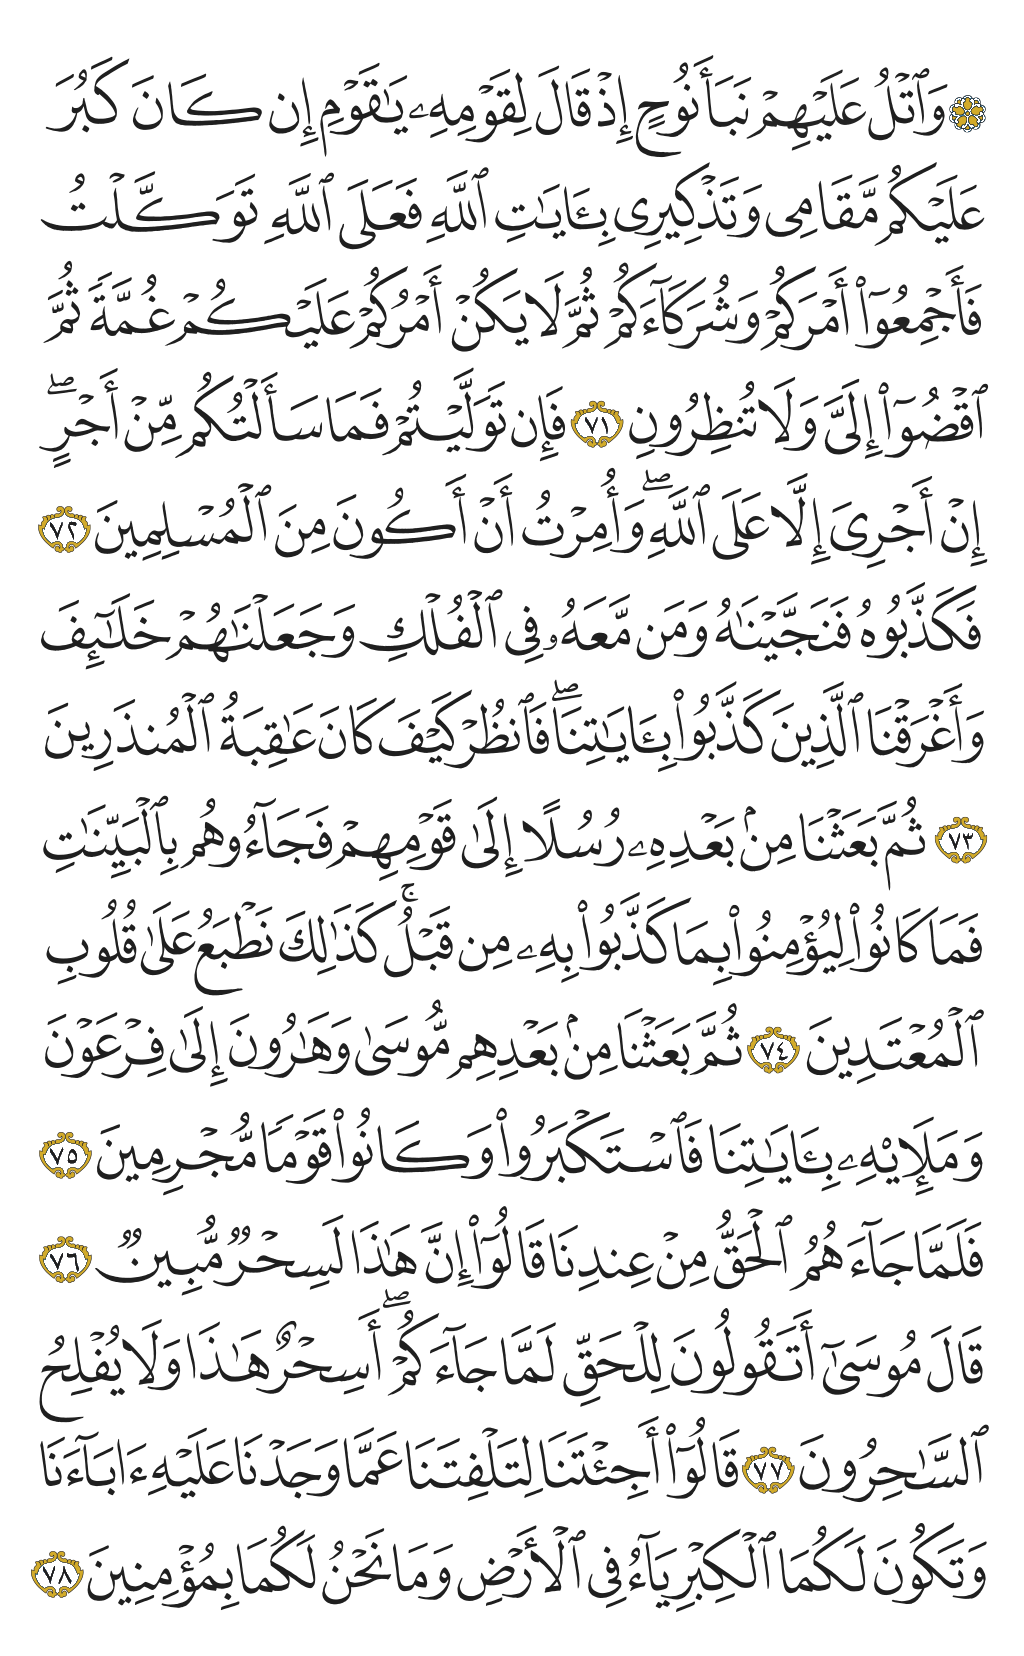 ۞ وَٱتۡلُ عَلَيۡهِمۡ نَبَأَ نُوحٍ إِذۡ قَالَ لِقَوۡمِهِۦ يَٰقَوۡمِ إِن كَانَ كَبُرَ
عَلَيۡكُم مَّقَامِي وَتَذۡكِيرِي بِـَٔايَٰتِ ٱللَّهِ فَعَلَى ٱللَّهِ تَوَكَّلۡتُ
فَأَجۡمِعُوٓاْ أَمۡرَكُمۡ وَشُرَكَآءَكُمۡ ثُمَّ لَا يَكُنۡ أَمۡرُكُمۡ عَلَيۡكُمۡ غُمَّةٗ ثُمَّ
ٱقۡضُوٓاْ إِلَيَّ وَلَا تُنظِرُونِ ٧١ فَإِن تَوَلَّيۡتُمۡ فَمَا سَأَلۡتُكُم مِّنۡ أَجۡرٍۖ
إِنۡ أَجۡرِيَ إِلَّا عَلَى ٱللَّهِۖ وَأُمِرۡتُ أَنۡ أَكُونَ مِنَ ٱلۡمُسۡلِمِينَ ٧٢
فَكَذَّبُوهُ فَنَجَّيۡنَٰهُ وَمَن مَّعَهُۥ فِي ٱلۡفُلۡكِ وَجَعَلۡنَٰهُمۡ خَلَٰٓئِفَ
وَأَغۡرَقۡنَا ٱلَّذِينَ كَذَّبُواْ بِـَٔايَٰتِنَاۖ فَٱنظُرۡ كَيۡفَ كَانَ عَٰقِبَةُ ٱلۡمُنذَرِينَ
٧٣ ثُمَّ بَعَثۡنَا مِنۢ بَعۡدِهِۦ رُسُلًا إِلَىٰ قَوۡمِهِمۡ فَجَآءُوهُم بِٱلۡبَيِّنَٰتِ
فَمَا كَانُواْ لِيُؤۡمِنُواْ بِمَا كَذَّبُواْ بِهِۦ مِن قَبۡلُۚ كَذَٰلِكَ نَطۡبَعُ عَلَىٰ قُلُوبِ
ٱلۡمُعۡتَدِينَ ٧٤ ثُمَّ بَعَثۡنَا مِنۢ بَعۡدِهِم مُّوسَىٰ وَهَٰرُونَ إِلَىٰ فِرۡعَوۡنَ
وَمَلَإِيْهِۦ بِـَٔايَٰتِنَا فَٱسۡتَكۡبَرُواْ وَكَانُواْ قَوۡمٗا مُّجۡرِمِينَ ٧٥
فَلَمَّا جَآءَهُمُ ٱلۡحَقُّ مِنۡ عِندِنَا قَالُوٓاْ إِنَّ هَٰذَا لَسِحۡرٞ مُّبِينٞ ٧٦
قَالَ مُوسَىٰٓ أَتَقُولُونَ لِلۡحَقِّ لَمَّا جَآءَكُمۡۖ أَسِحۡرٌ هَٰذَا وَلَا يُفۡلِحُ
ٱلسَّٰحِرُونَ ٧٧ قَالُوٓاْ أَجِئۡتَنَا لِتَلۡفِتَنَا عَمَّا وَجَدۡنَا عَلَيۡهِ ءَابَآءَنَا
وَتَكُونَ لَكُمَا ٱلۡكِبۡرِيَآءُ فِي ٱلۡأَرۡضِ وَمَا نَحۡنُ لَكُمَا بِمُؤۡمِنِينَ ٧٨